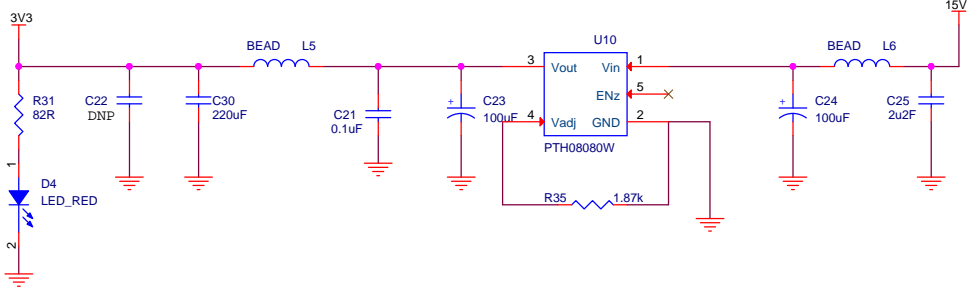 3V3
15V
BEAD L5
U10
BEAD L6
3
Vout
Vin
1
R31
82R
C22
DNP
C30
220uF
C21
0.1uF
C23
100uF
ENz
5
4
Vadj
GND
2
PTH08080W
C24
100uF
C25
2u2F
1
D4
LED_RED
2
R35
1.87k
+
+